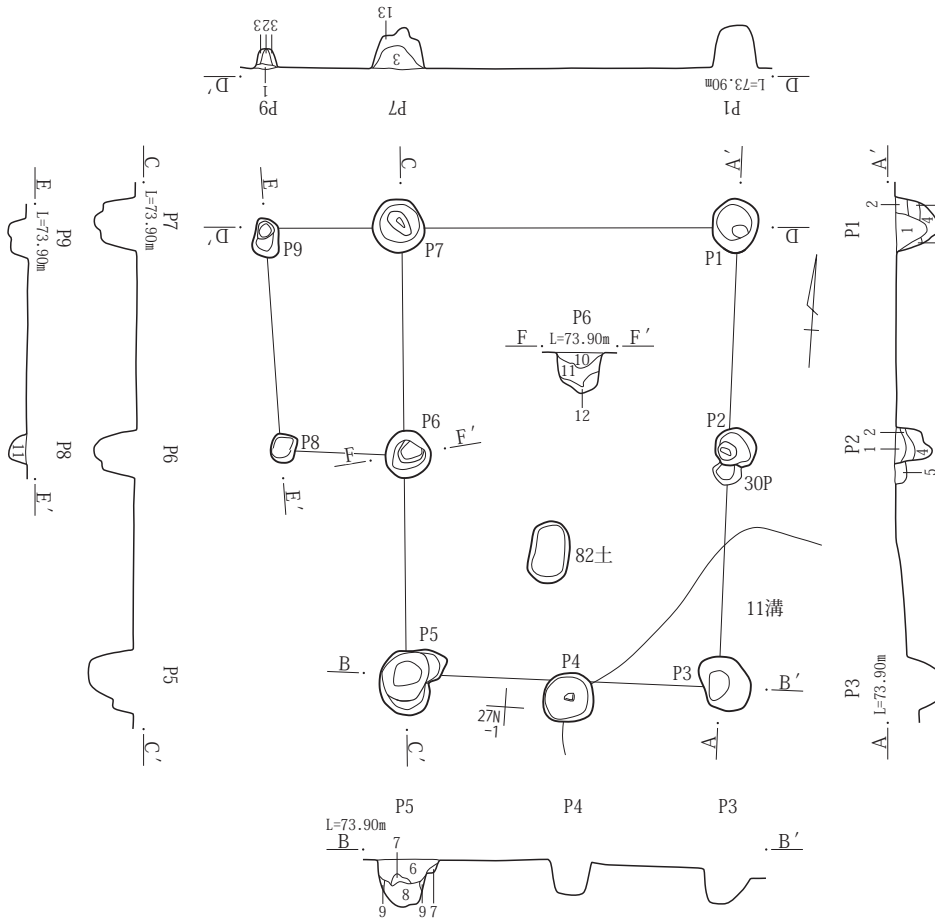 13
323
3
1
D'
L=73.90m
D
P9
P7
P1
E
L=73.90m
P9
P8
11
E'
C
L=73.90m
P7
P6
P5
C'
E
C
A'
D'
D
P9
P7
P1
P6
F
L=73.90m
F'
10
11
12
P8
P6
F
F'
P2
30P
E'
82土
11溝
B
P5
P4
P3
B'
27N
-1
C'
A
A'
2
4
1
P1
2
1
4
5
P2
P3
L=73.90m
A
P5
P4
P3
L=73.90m
B
B'
7
6
8
9
9
7